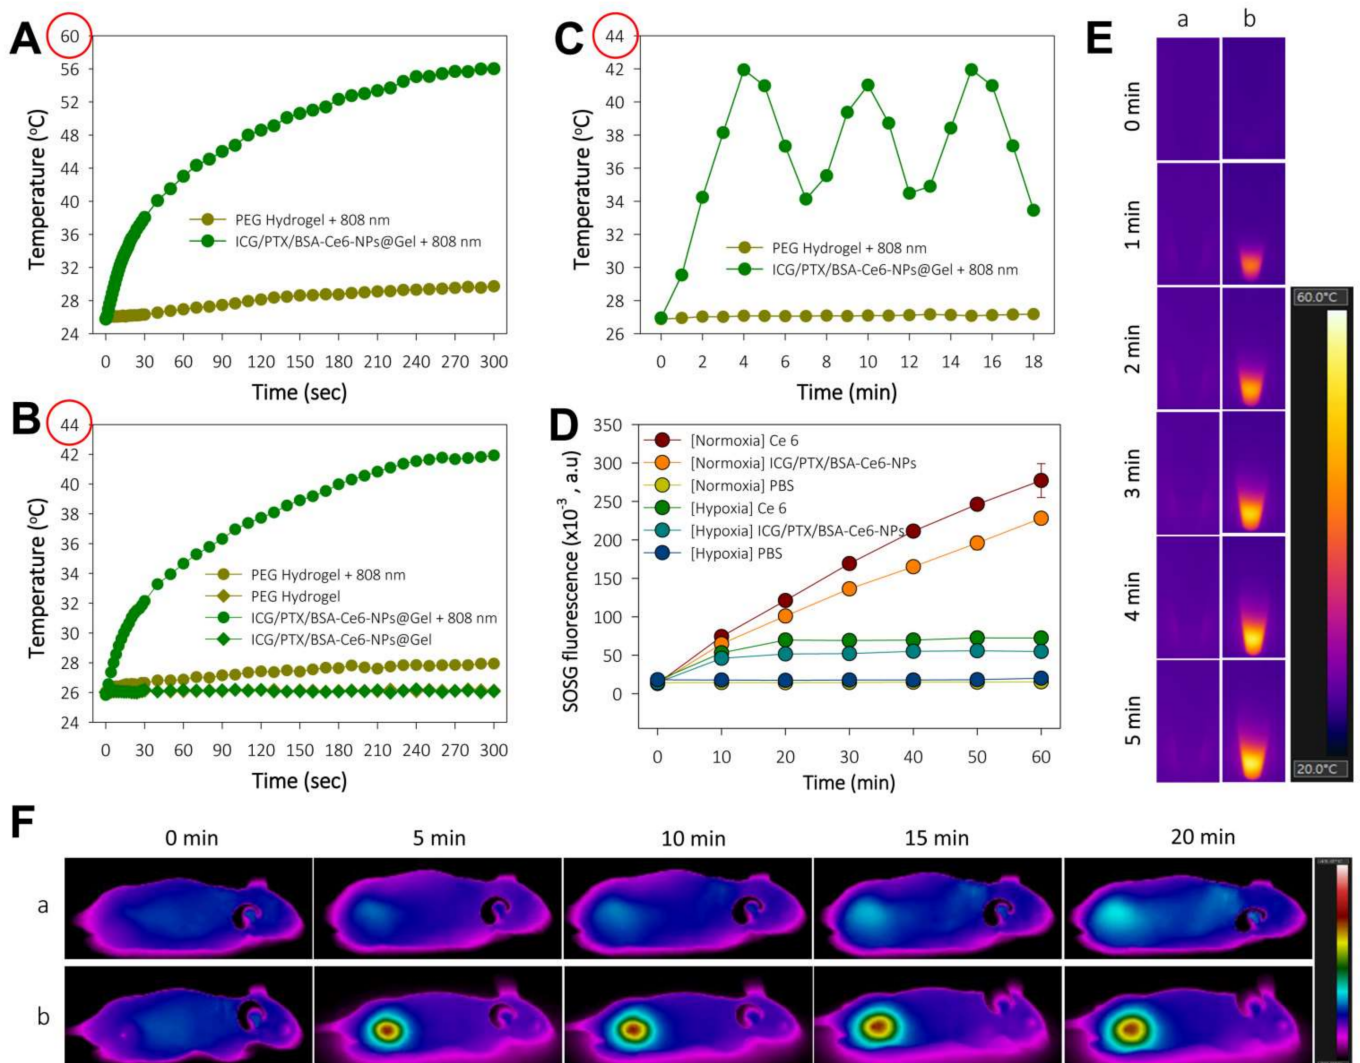 A
60
56
52
48
44
40
36
32
28
24
Temperature (oC)
PEG Hydrogel + 808 nm
ICG/PTX/BSA-Ce6-NPs@Gel + 808 nm
0 30 60 90 120 150 180 210 240 270 300
Time (sec)
C
44
42
40
38
36
34
32
30
28
26
Temperature (oC)
PEG Hydrogel + 808 nm
ICG/PTX/BSA-Ce6-NPs@Gel + 808 nm
0 2 4 6 8 10 12 14 16 18
Time (min)
B
44
42
40
38
36
34
32
30
28
26
24
Temperature (oC)
PEG Hydrogel + 808 nm
PEG Hydrogel
ICG/PTX/BSA-Ce6-NPs@Gel + 808 nm
ICG/PTX/BSA-Ce6-NPs@Gel
0 30 60 90 120 150 180 210 240 270 300
Time (sec)
D
350
300
250
200
150
100
50
0
SOSG fluorescence (x10-3 , a.u)
[Normoxia] Ce 6
[Normoxia] ICG/PTX/BSA-Ce6-NPs
[Normoxia] PBS
[Hypoxia] Ce 6
[Hypoxia] ICG/PTX/BSA-Ce6-NPs
[Hypoxia] PBS
0 10 20 30 40 50 60
Time (min)
E
a b
0 min
1 min
2 min
3 min
4 min
5 min
60.0°C
20.0°C
F
0 min 5 min 10 min 15 min 20 min
a
b